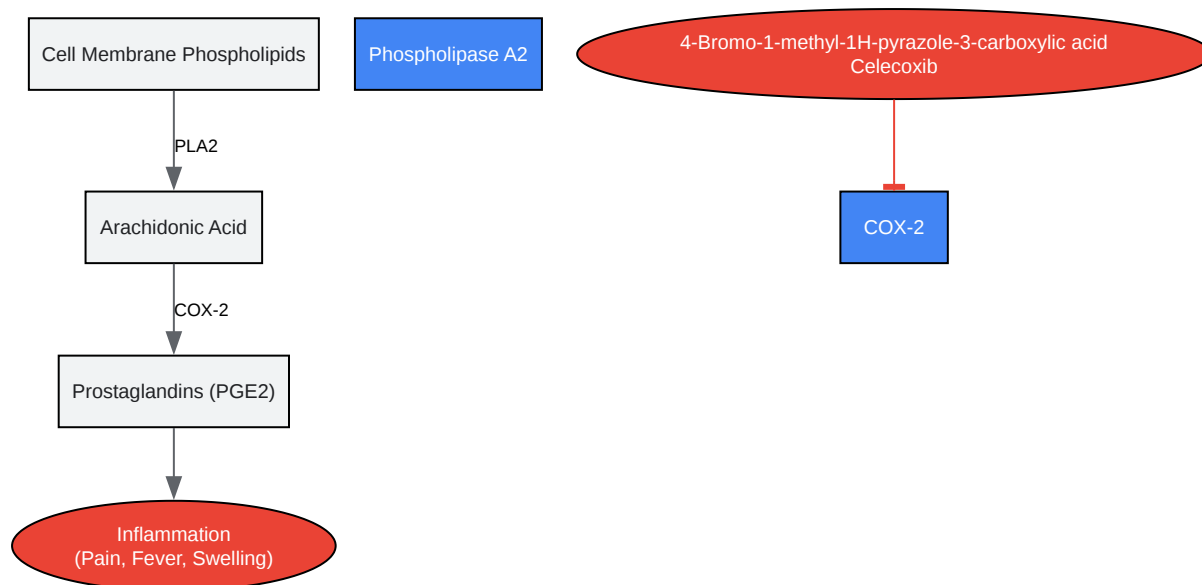 Cell Membrane Phospholipids
Phospholipase A2
4-Bromo-1-methyl-1H-pyrazole-3-carboxylic acid
Celecoxib
PLA2
Arachidonic Acid
COX-2
COX-2
Prostaglandins (PGE2)
Inflammation
(Pain, Fever, Swelling)